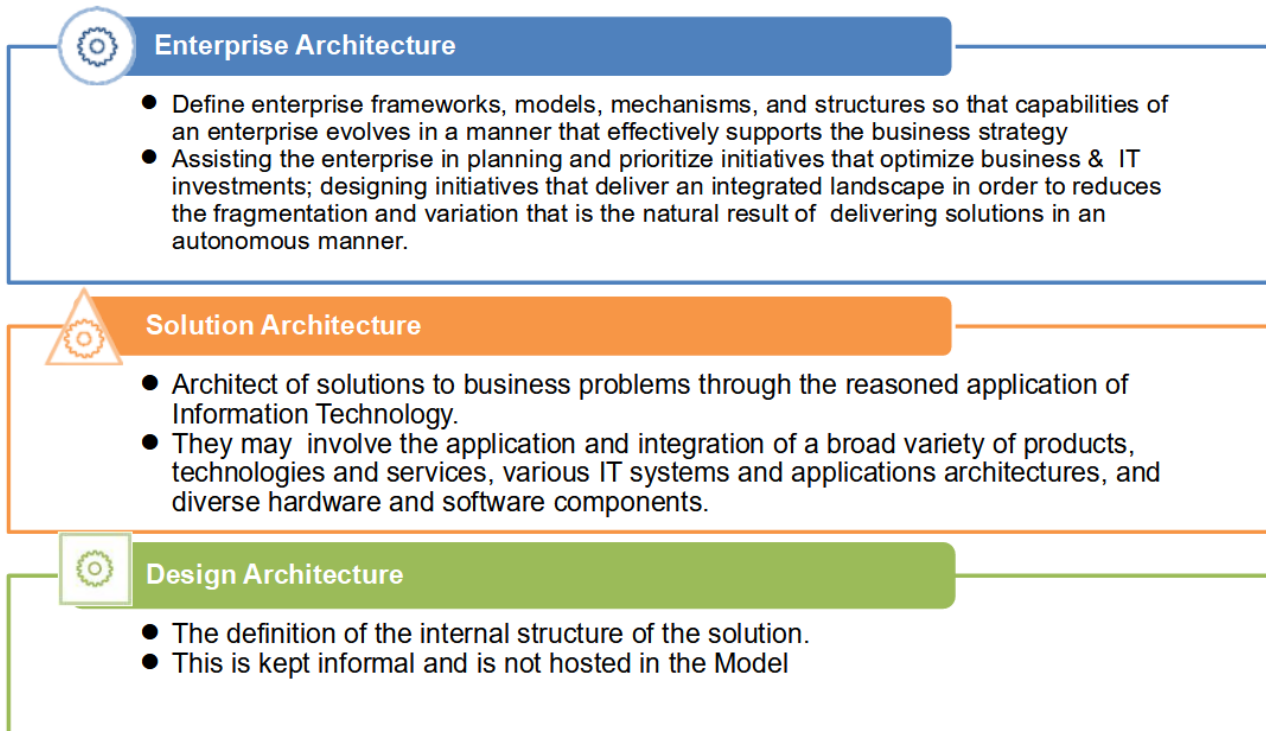 Enterprise Architecture
● Define enterprise frameworks, models, mechanisms, and structures so that capabilities of
an enterprise evolves in a manner that effectively supports the business strategy
● Assisting the enterprise in planning and prioritize initiatives that optimize business & IT
investments; designing initiatives that deliver an integrated landscape in order to reduces
the fragmentation and variation that is the natural result of delivering solutions in an
autonomous manner.
Solution Architecture
● Architect of solutions to business problems through the reasoned application of
Information Technology.
● They may involve the application and integration of a broad variety of products,
technologies and services, various IT systems and applications architectures, and
diverse hardware and software components.
Design Architecture
● The definition of the internal structure of the solution.
● This is kept informal and is not hosted in the Model